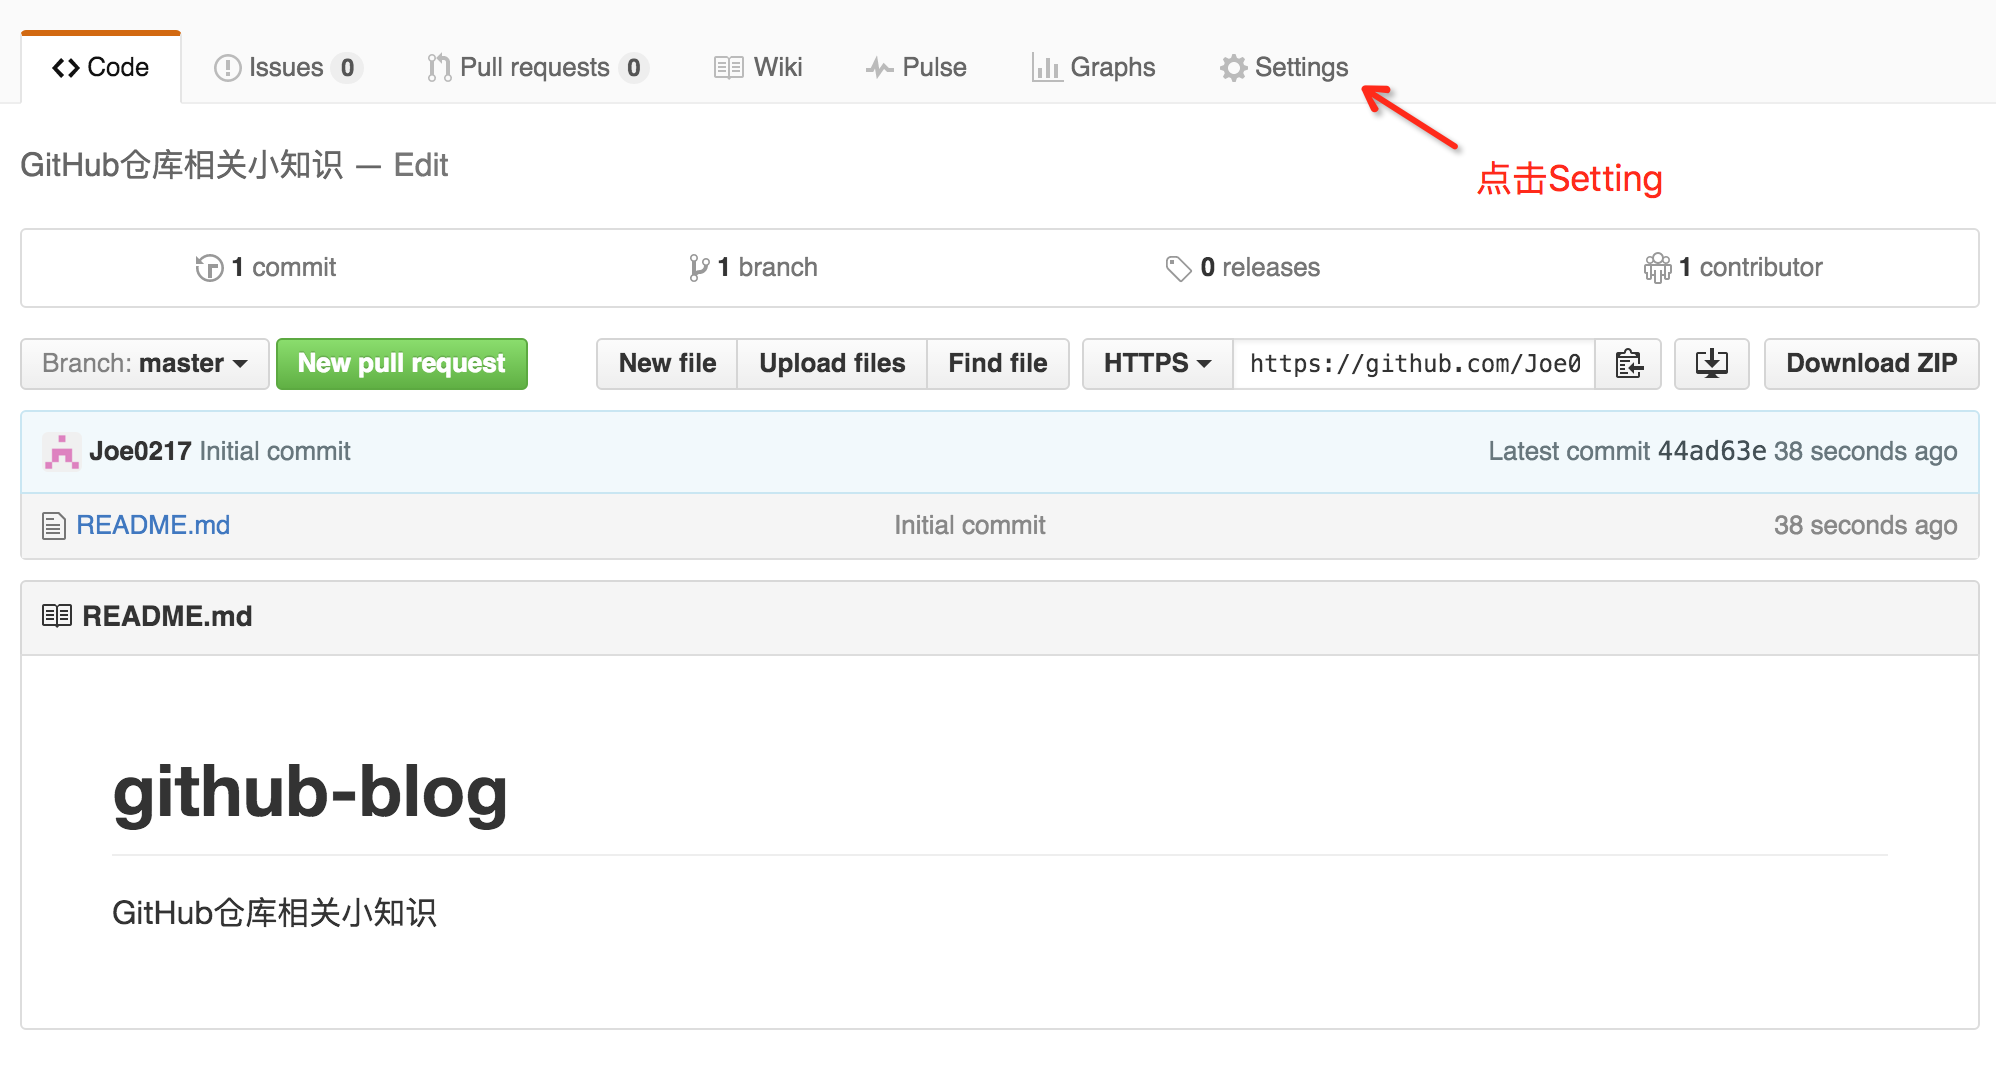 Code Issues 0 Pull requests 0 Wiki Pulse Graphs Settings
点击Setting
GitHub仓库相关小知识 — Edit
1 commit 1 branch 0 releases 1 contributor
Branch: master New pull request New file Upload files Find file HTTPS https://github.com/Joe0 Download ZIP
Joe0217 Initial commit Latest commit 44ad63e 38 seconds ago
README.md Initial commit 38 seconds ago
README.md
github-blog
GitHub仓库相关小知识